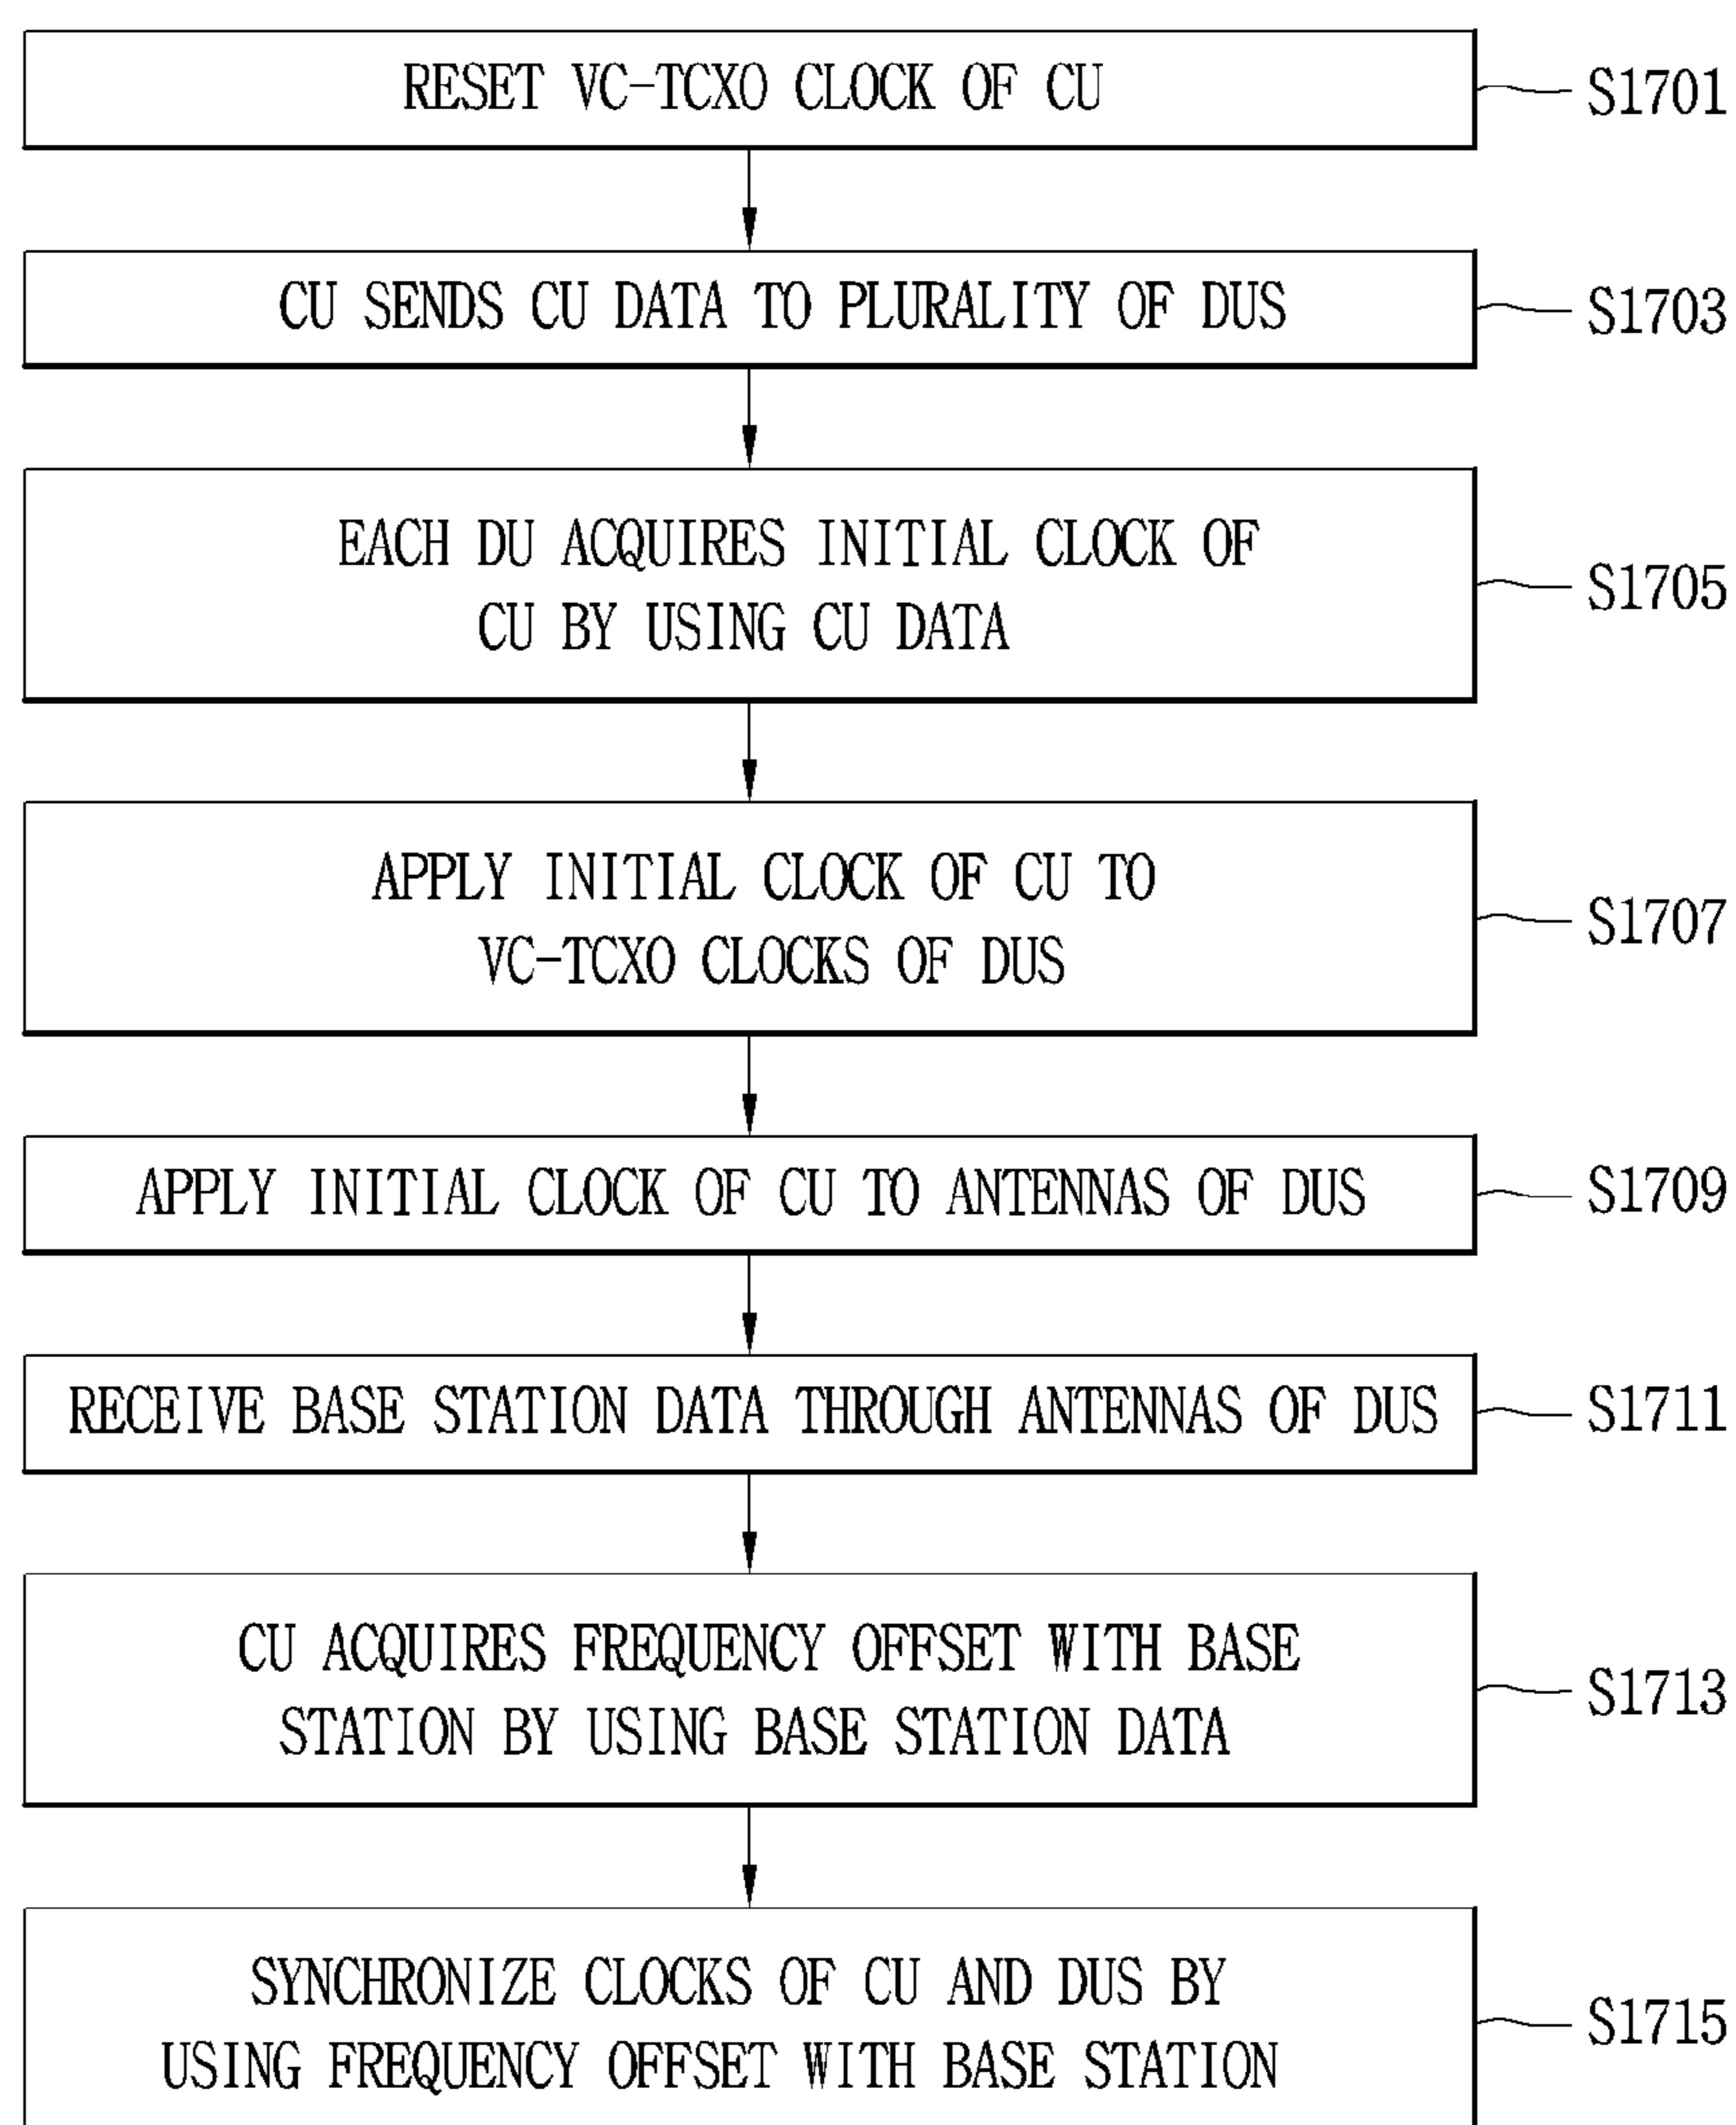 RESET VC-TCXO CLOCK OF CU
S1701
CU SENDS CU DATA TO PLURALITY OF DUS
S1703
EACH DU ACQUIRES INITIAL CLOCK OF
CU BY USING CU DATA
S1705
APPLY INITIAL CLOCK OF CU TO
VC-TCXO CLOCKS OF DUS
S1707
APPLY INITIAL CLOCK OF CU TO ANTENNAS OF DUS
S1709
RECEIVE BASE STATION DATA THROUGH ANTENNAS OF DUS
S1711
CU ACQUIRES FREQUENCY OFFSET WITH BASE
STATION BY USING BASE STATION DATA
S1713
SYNCHRONIZE CLOCKS OF CU AND DUS BY
USING FREQUENCY OFFSET WITH BASE STATION
S1715